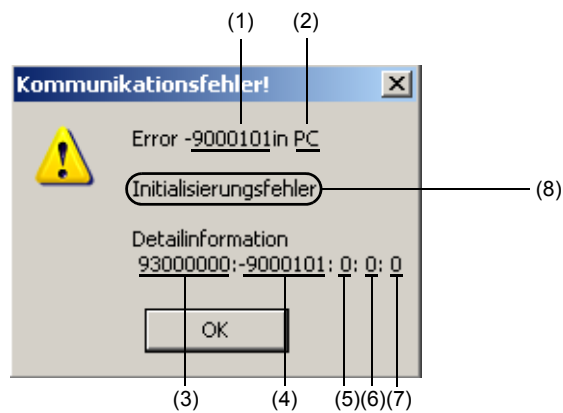 (1) (2)
Kommunikationsfehler!
Error -9000101in PC
Initialisierungsfehler
(8)
Detailinformation
93000000:-9000101: 0: 0: 0
OK
(3) (4) (5)(6)(7)